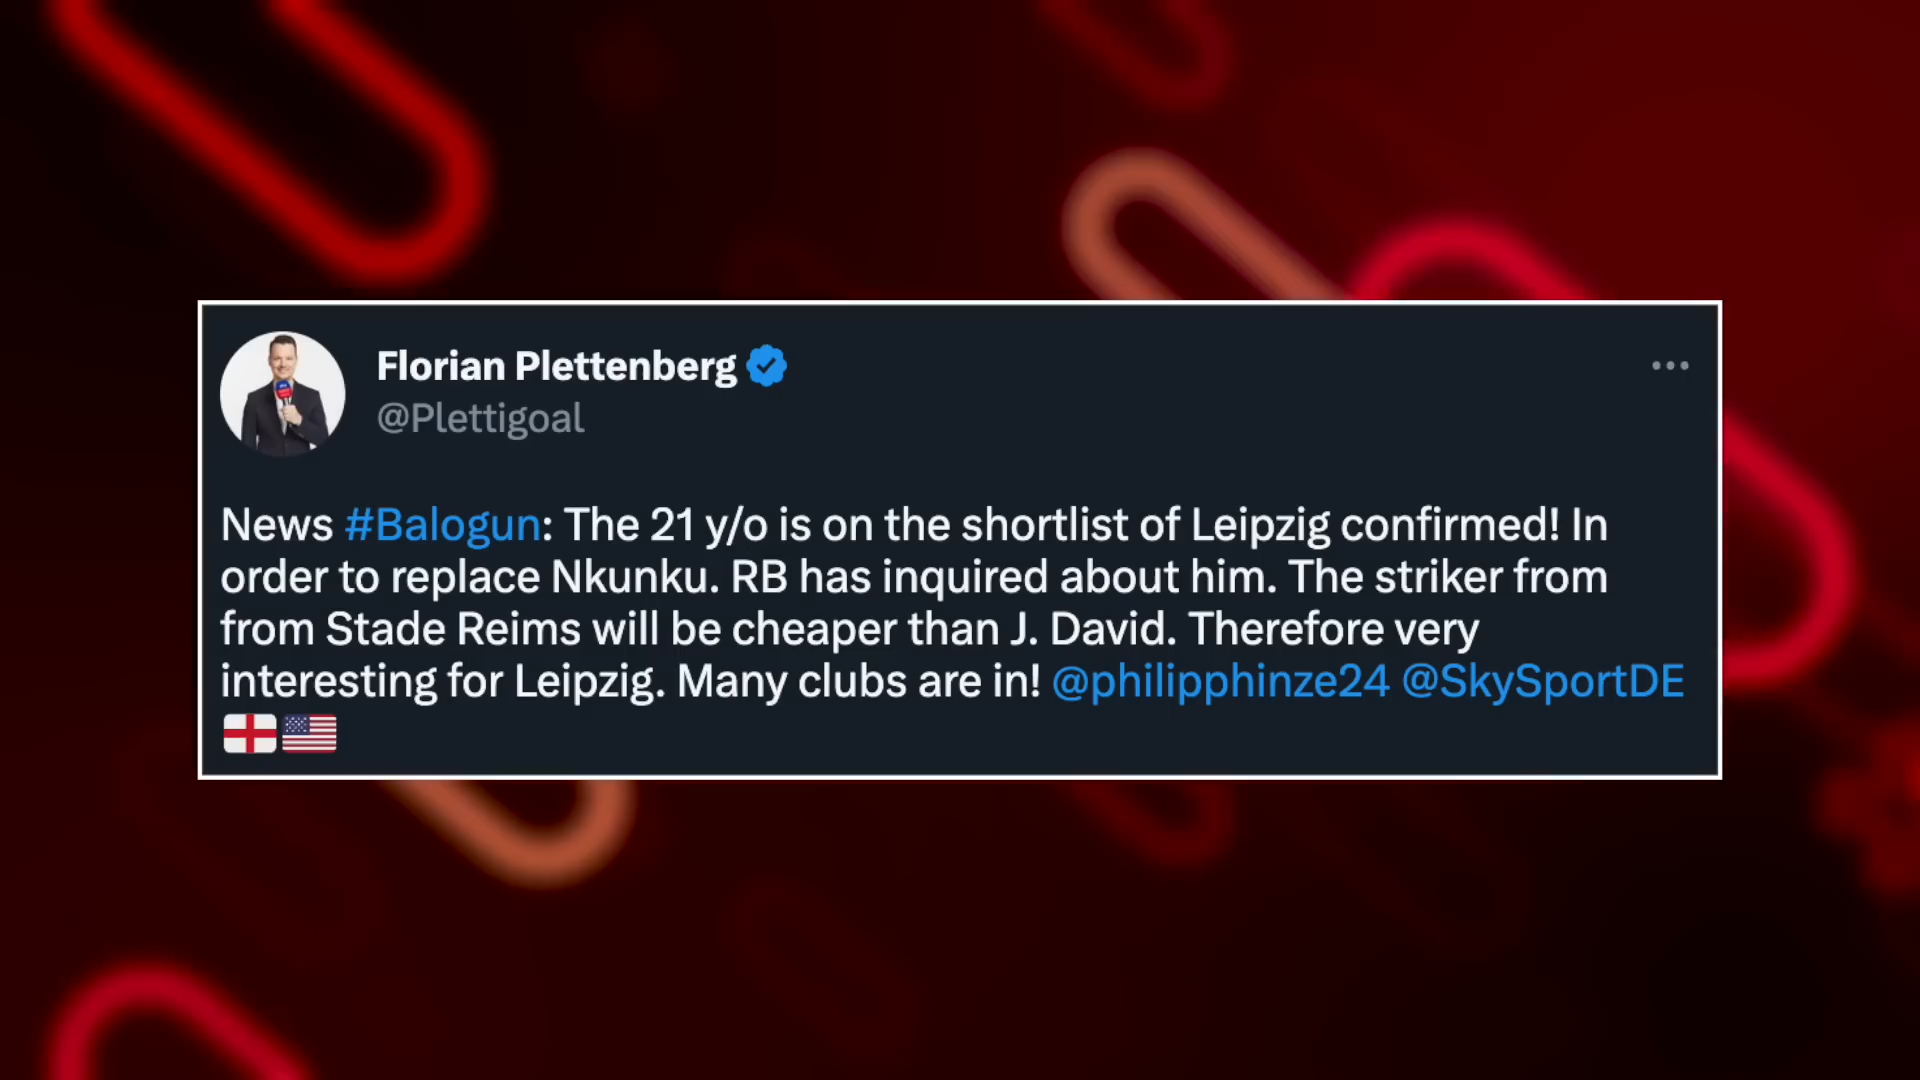 Florian Plettenberg
@Plettigoal
News #Balogun: The 21 y/o is on the shortlist of Leipzig confirmed! In
order to replace Nkunku. RB has inquired about him. The striker from
from Stade Reims will be cheaper than J. David. Therefore very
interesting for Leipzig. Many clubs are in! @philipphinze24 @SkySportDE